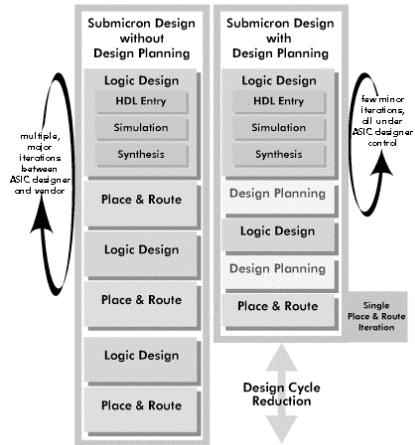 Submicron Design
without
Design Planning
Logic Design
HDL Entry
Simulation
Synthesis
Place & Route
Logic Design
Place & Route
Logic Design
Place & Route
multiple,
major
iterations
between
ASIC designer
and vendor
Submicron Design
with
Design Planning
Logic Design
HDL Entry
Simulation
Synthesis
Design Planning
Logic Design
Design Planning
Place & Route
few minor
iterations,
all under
ASIC designer
control
Single
Place & Route
Iteration
Design Cycle
Reduction